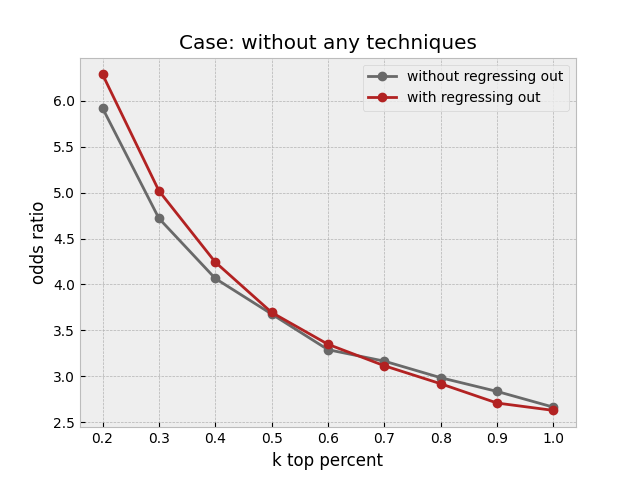 Case: without any techniques
without regressing out
with regressing out
odds ratio
6.0
5.5
5.0
4.5
4.0
3.5
3.0
2.5
0.2 0.3 0.4 0.5 0.6 0.7 0.8 0.9 1.0
k top percent